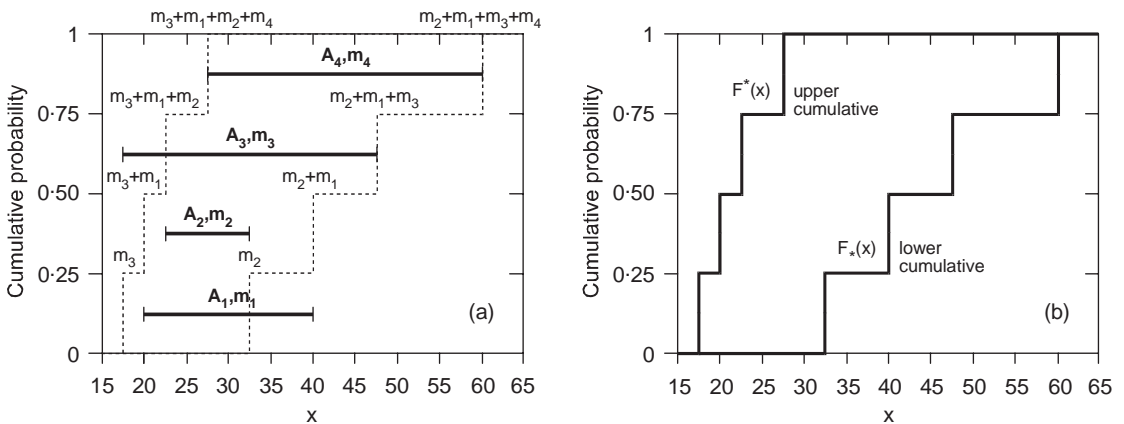 m3+m1+m2+m4
m2+m1+m3+m4
1
A4,m4
m3+m1+m2
m2+m1+m3
0·75
A3,m3
m3+m1
m2+m1
0·50
A2,m2
m3
m2
0·25
A1,m1
(a)
0
15 20 25 30 35 40 45 50 55 60 65
x
Cumulative probability
1
F*(x)
upper
cumulative
0·75
0·50
F*(x)
lower
cumulative
0·25
(b)
0
15 20 25 30 35 40 45 50 55 60 65
x
Cumulative probability